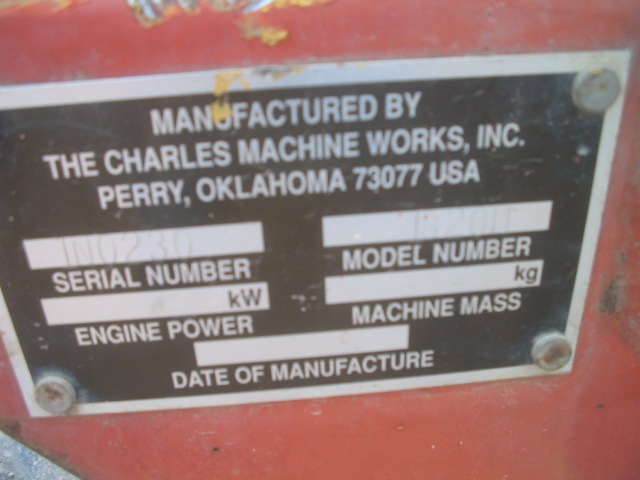 MANUFACTURED BY
THE CHARLES MACHINE WORKS, INC.
PERRY, OKLAHOMA 73077 USA
1N0230
SERIAL NUMBER
MODEL NUMBER
kW
kg
ENGINE POWER
MACHINE MASS
DATE OF MANUFACTURE